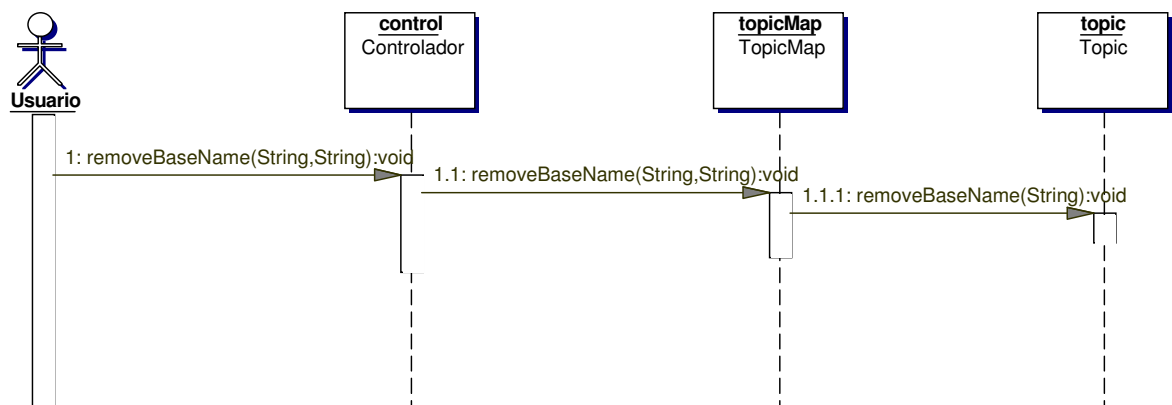 control
Controlador
topicMap
TopicMap
topic
Topic
Usuario
1: removeBaseName(String,String):void
1.1: removeBaseName(String,String):void
1.1.1: removeBaseName(String):void